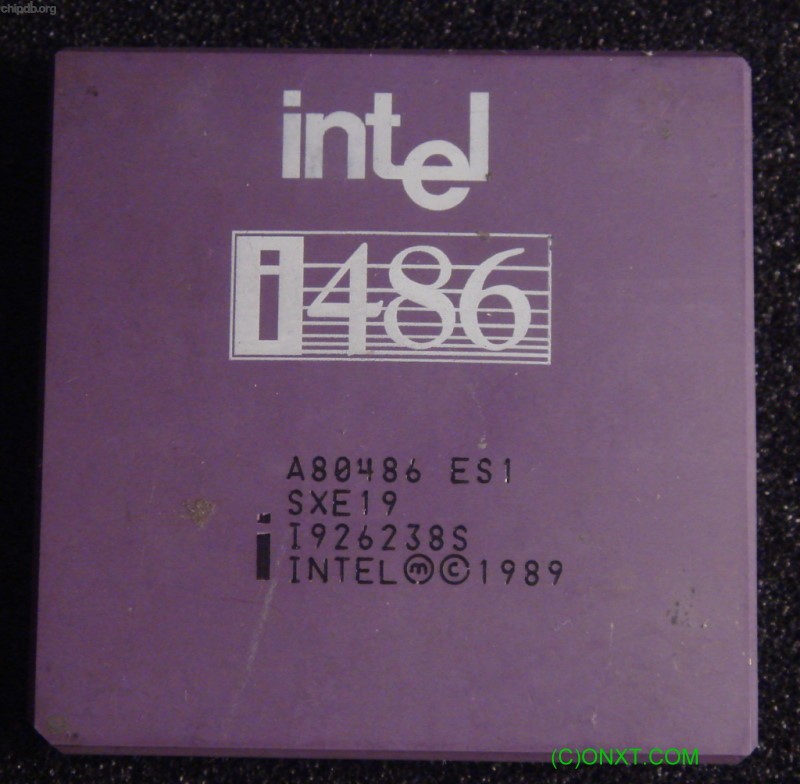 chipdb.org
intel
i486
A80486 ES1
SXE19
i I926238S
INTEL ⓜ © 1989
(C)ONXT.COM